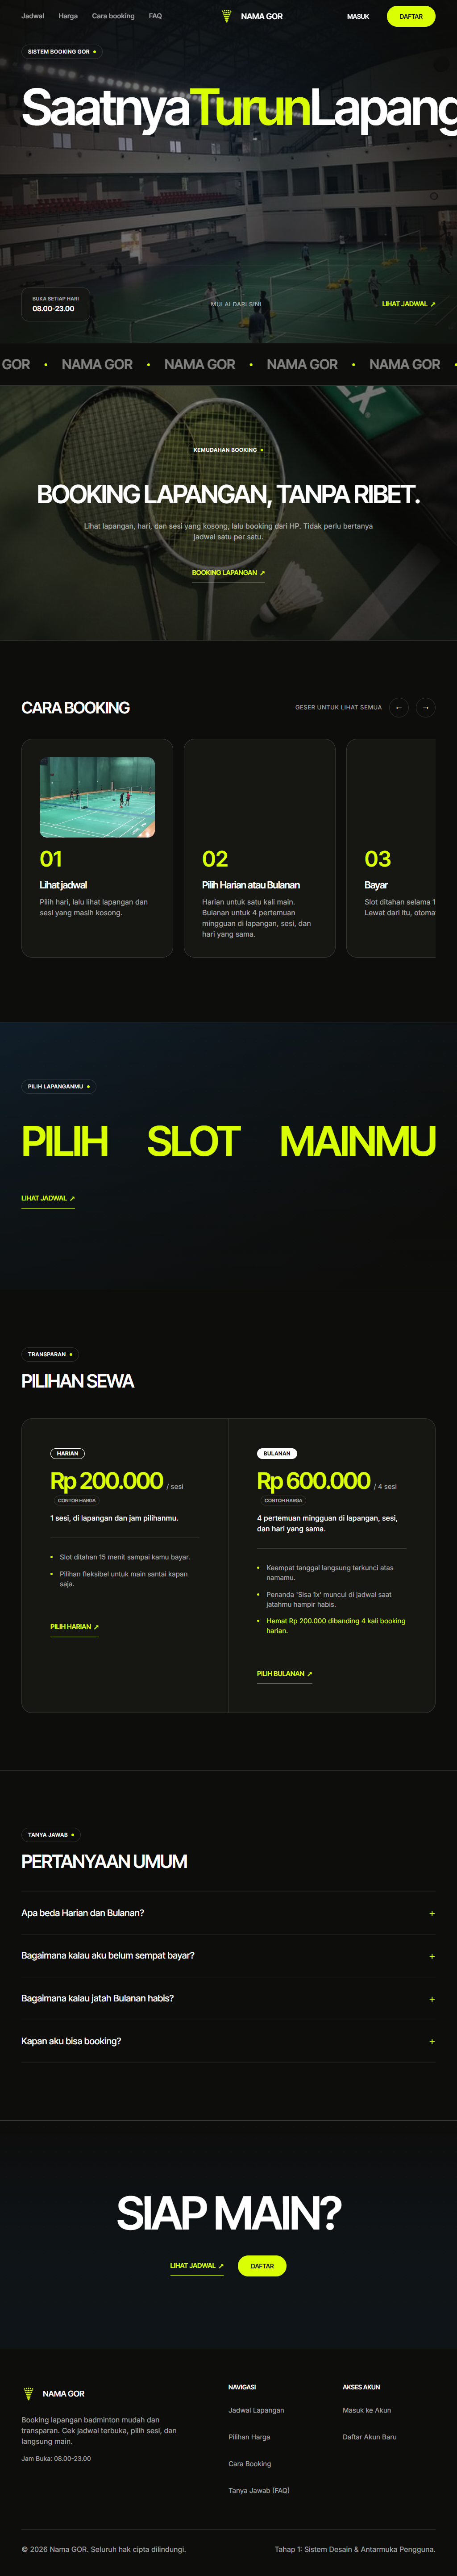 Jadwal Harga Cara booking FAQ NAMA GOR MASUK DAFTAR
SISTEM BOOKING GOR
SaatnyaTurunLapang
BUKA SETIAP HARI
08.00-23.00
MULAI DARI SINI
LIHAT JADWAL ↗
GOR • NAMA GOR • NAMA GOR • NAMA GOR • NAMA GOR •
KEMUDAHAN BOOKING
BOOKING LAPANGAN, TANPA RIBET.
Lihat lapangan, hari, dan sesi yang kosong, lalu booking dari HP. Tidak perlu bertanya
jadwal satu per satu.
BOOKING LAPANGAN ↗
CARA BOOKING
GESER UNTUK LIHAT SEMUA ← →
01
Lihat jadwal
Pilih hari, lalu lihat lapangan dan
sesi yang masih kosong.
02
Pilih Harian atau Bulanan
Harian untuk satu kali main.
Bulanan untuk 4 pertemuan
mingguan di lapangan, sesi, dan
hari yang sama.
03
Bayar
Slot ditahan selama 1
Lewat dari itu, otoma
PILIH LAPANGANMU
PILIH SLOT MAINMU
LIHAT JADWAL ↗
TRANSPARAN
PILIHAN SEWA
HARIAN
Rp 200.000 / sesi
CONTOH HARGA
1 sesi, di lapangan dan jam pilihanmu.
• Slot ditahan 15 menit sampai kamu bayar.
• Pilihan fleksibel untuk main santai kapan
saja.
PILIH HARIAN ↗
BULANAN
Rp 600.000 / 4 sesi
CONTOH HARGA
4 pertemuan mingguan di lapangan, sesi,
dan hari yang sama.
• Keempat tanggal langsung terkunci atas
namamu.
• Penanda 'Sisa 1x' muncul di jadwal saat
jatahmu hampir habis.
• Hemat Rp 200.000 dibanding 4 kali booking
harian.
PILIH BULANAN ↗
TANYA JAWAB
PERTANYAAN UMUM
Apa beda Harian dan Bulanan? +
Bagaimana kalau aku belum sempat bayar? +
Bagaimana kalau jatah Bulanan habis? +
Kapan aku bisa booking? +
SIAP MAIN?
LIHAT JADWAL ↗ DAFTAR
NAMA GOR
Booking lapangan badminton mudah dan
transparan. Cek jadwal terbuka, pilih sesi, dan
langsung main.
Jam Buka: 08.00-23.00
NAVIGASI
Jadwal Lapangan
Pilihan Harga
Cara Booking
Tanya Jawab (FAQ)
AKSES AKUN
Masuk ke Akun
Daftar Akun Baru
© 2026 Nama GOR. Seluruh hak cipta dilindungi.
Tahap 1: Sistem Desain & Antarmuka Pengguna.